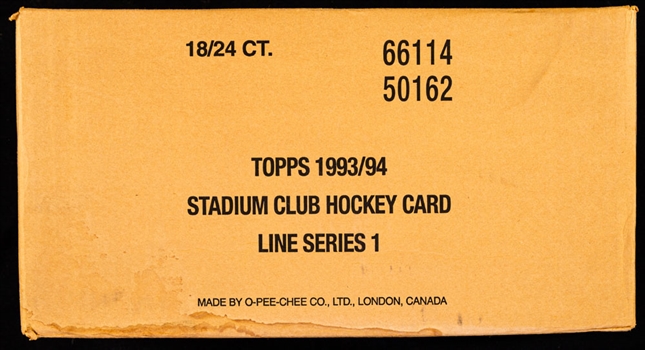 18/24 CT.
66114
50162
TOPPS 1993/94
STADIUM CLUB HOCKEY CARD
LINE SERIES 1
MADE BY O-PEE-CHEE CO., LTD., LONDON, CANADA